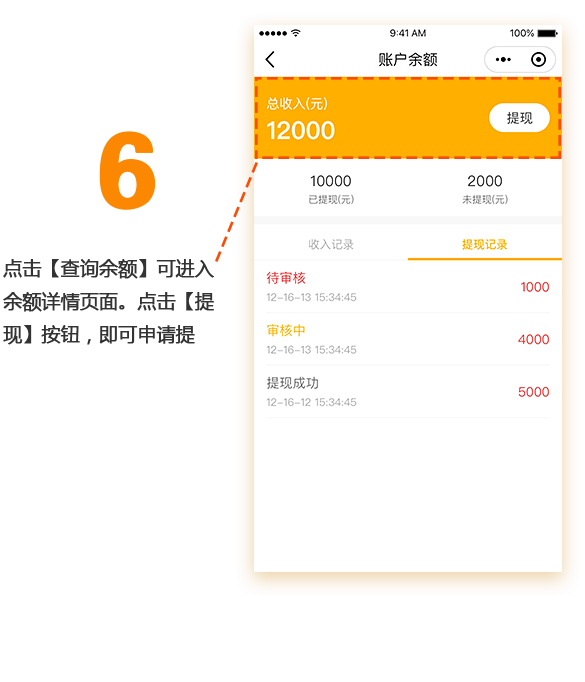 9:41 AM
100%
账户余额
总收入(元)
12000
提现
10000
2000
已提现(元)
未提现(元)
收入记录
提现记录
待审核
12-16-13 15:34:45
1000
审核中
12-16-13 15:34:45
4000
提现成功
12-16-12 15:34:45
5000
6
点击【查询余额】可进入
余额详情页面。点击【提
现】按钮，即可申请提